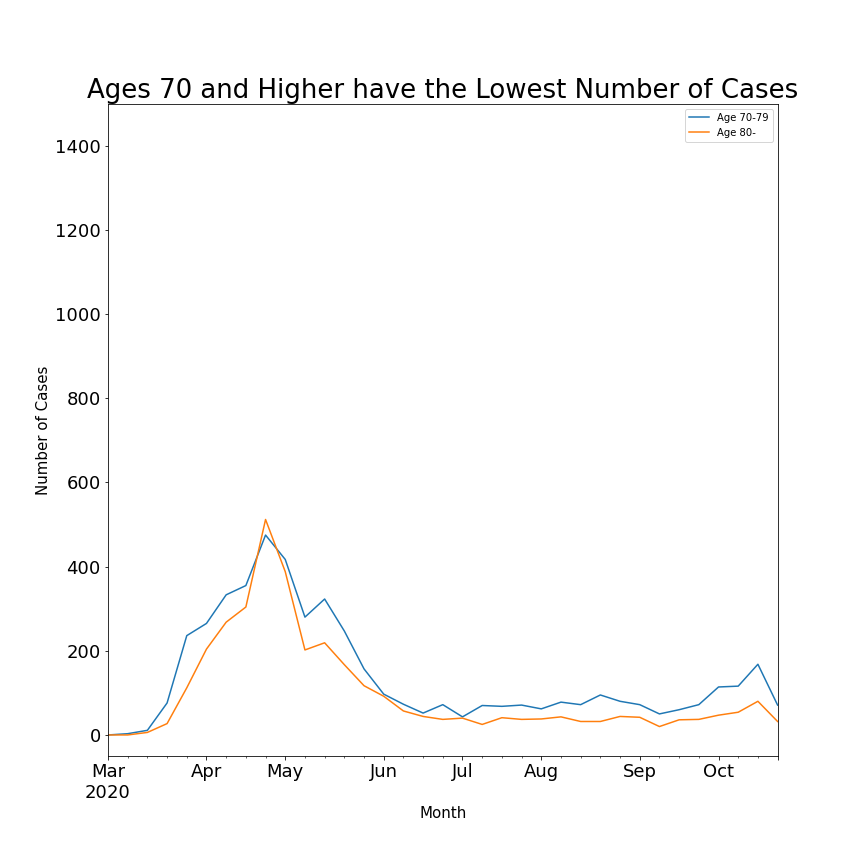 Ages 70 and Higher have the Lowest Number of Cases
Age 70-79
Age 80-
1400
1200
1000
800
600
400
200
0
Number of Cases
Mar Apr May Jun Jul Aug Sep Oct
2020
Month